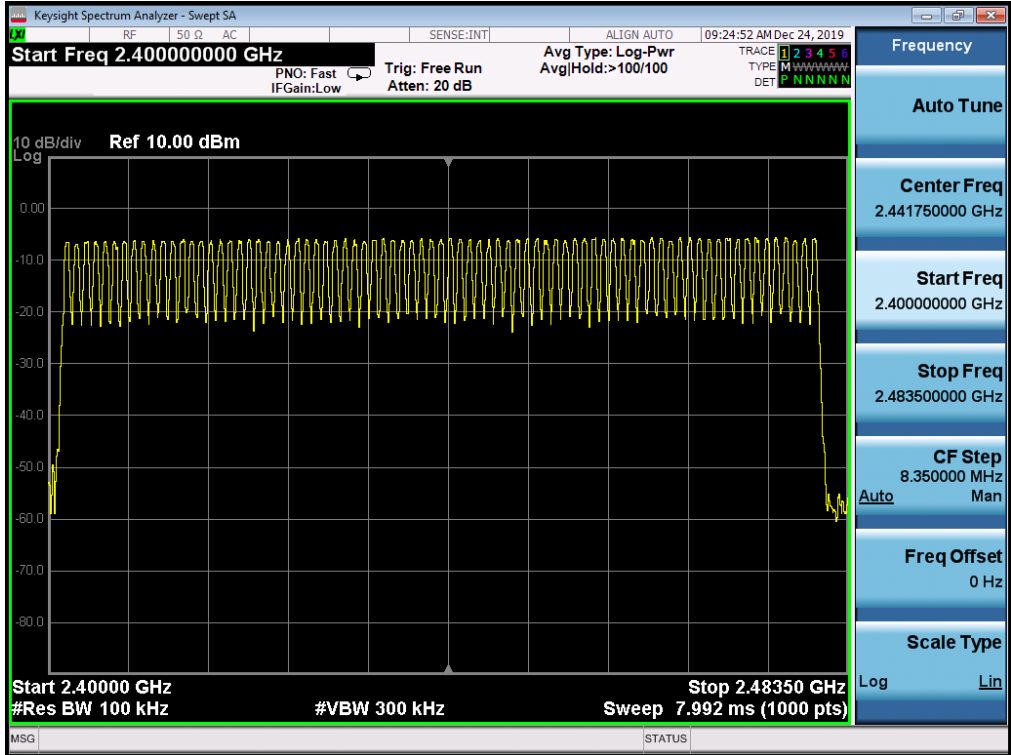 Keysight Spectrum Analyzer - Swept SA
LXI RF 50 Ω AC SENSE:INT ALIGN AUTO 09:24:52 AM Dec 24, 2019
Start Freq 2.400000000 GHz
PNO: Fast
IFGain:Low
Trig: Free Run
Atten: 20 dB
Avg Type: Log-Pwr
Avg|Hold:>100/100
TRACE 1 2 3 4 5 6
TYPE M WWWWW
DET P N N N N N
10 dB/div Ref 10.00 dBm
Log
0.00
-10.0
-20.0
-30.0
-40.0
-50.0
-60.0
-70.0
-80.0
Start 2.40000 GHz Stop 2.48350 GHz
#Res BW 100 kHz #VBW 300 kHz Sweep 7.992 ms (1000 pts)
MSG STATUS
Frequency
Auto Tune
Center Freq
2.441750000 GHz
Start Freq
2.400000000 GHz
Stop Freq
2.483500000 GHz
CF Step
8.350000 MHz
Auto Man
Freq Offset
0 Hz
Scale Type
Log Lin